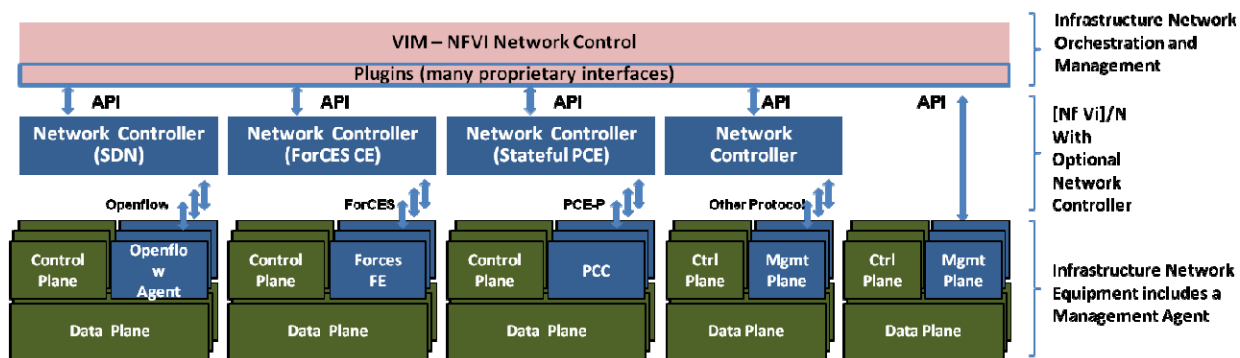 VIM – NFVI Network Control
Plugins (many proprietary interfaces)
Infrastructure Network
Orchestration and
Management
API
API
API
API
API
Network Controller
(SDN)
Network Controller
(ForCES CE)
Network Controller
(Stateful PCE)
Network
Controller
[Nf Vi]/N
With
Optional
Network
Controller
Openflow
ForCES
PCE-P
Other Protocol
Control
Plane
Openflo
w
Agent
Control
Plane
Forces
FE
Control
Plane
PCC
Ctrl
Plane
Mgmt
Plane
Ctrl
Plane
Mgmt
Plane
Data Plane
Data Plane
Data Plane
Data Plane
Data Plane
Infrastructure Network
Equipment includes a
Management Agent